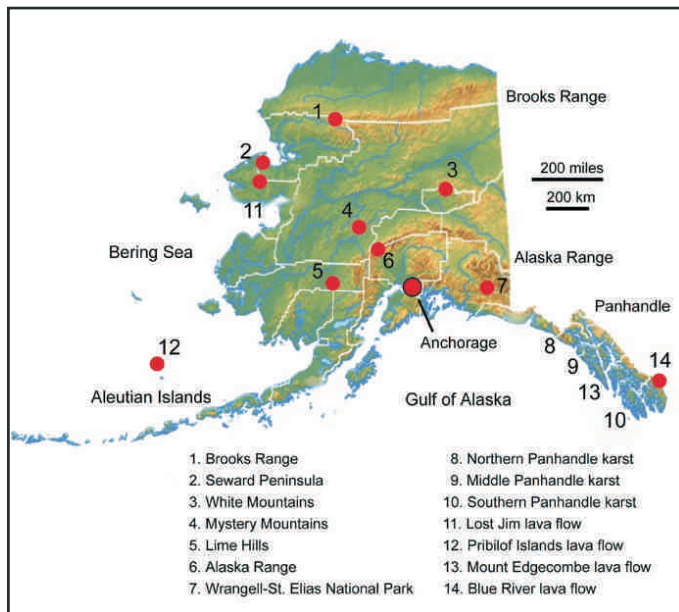 Brooks Range
1
2
3
200 miles
200 km
11
4
Bering Sea
6
Alaska Range
5
7
Panhandle
Anchorage
8
12
9
14
Aleutian Islands
13
Gulf of Alaska
10
1. Brooks Range
2. Seward Peninsula
3. White Mountains
4. Mystery Mountains
5. Lime Hills
6. Alaska Range
7. Wrangell-St. Elias National Park
8. Northern Panhandle karst
9. Middle Panhandle karst
10. Southern Panhandle karst
11. Lost Jim lava flow
12. Pribilof Islands lava flow
13. Mount Edgecombe lava flow
14. Blue River lava flow